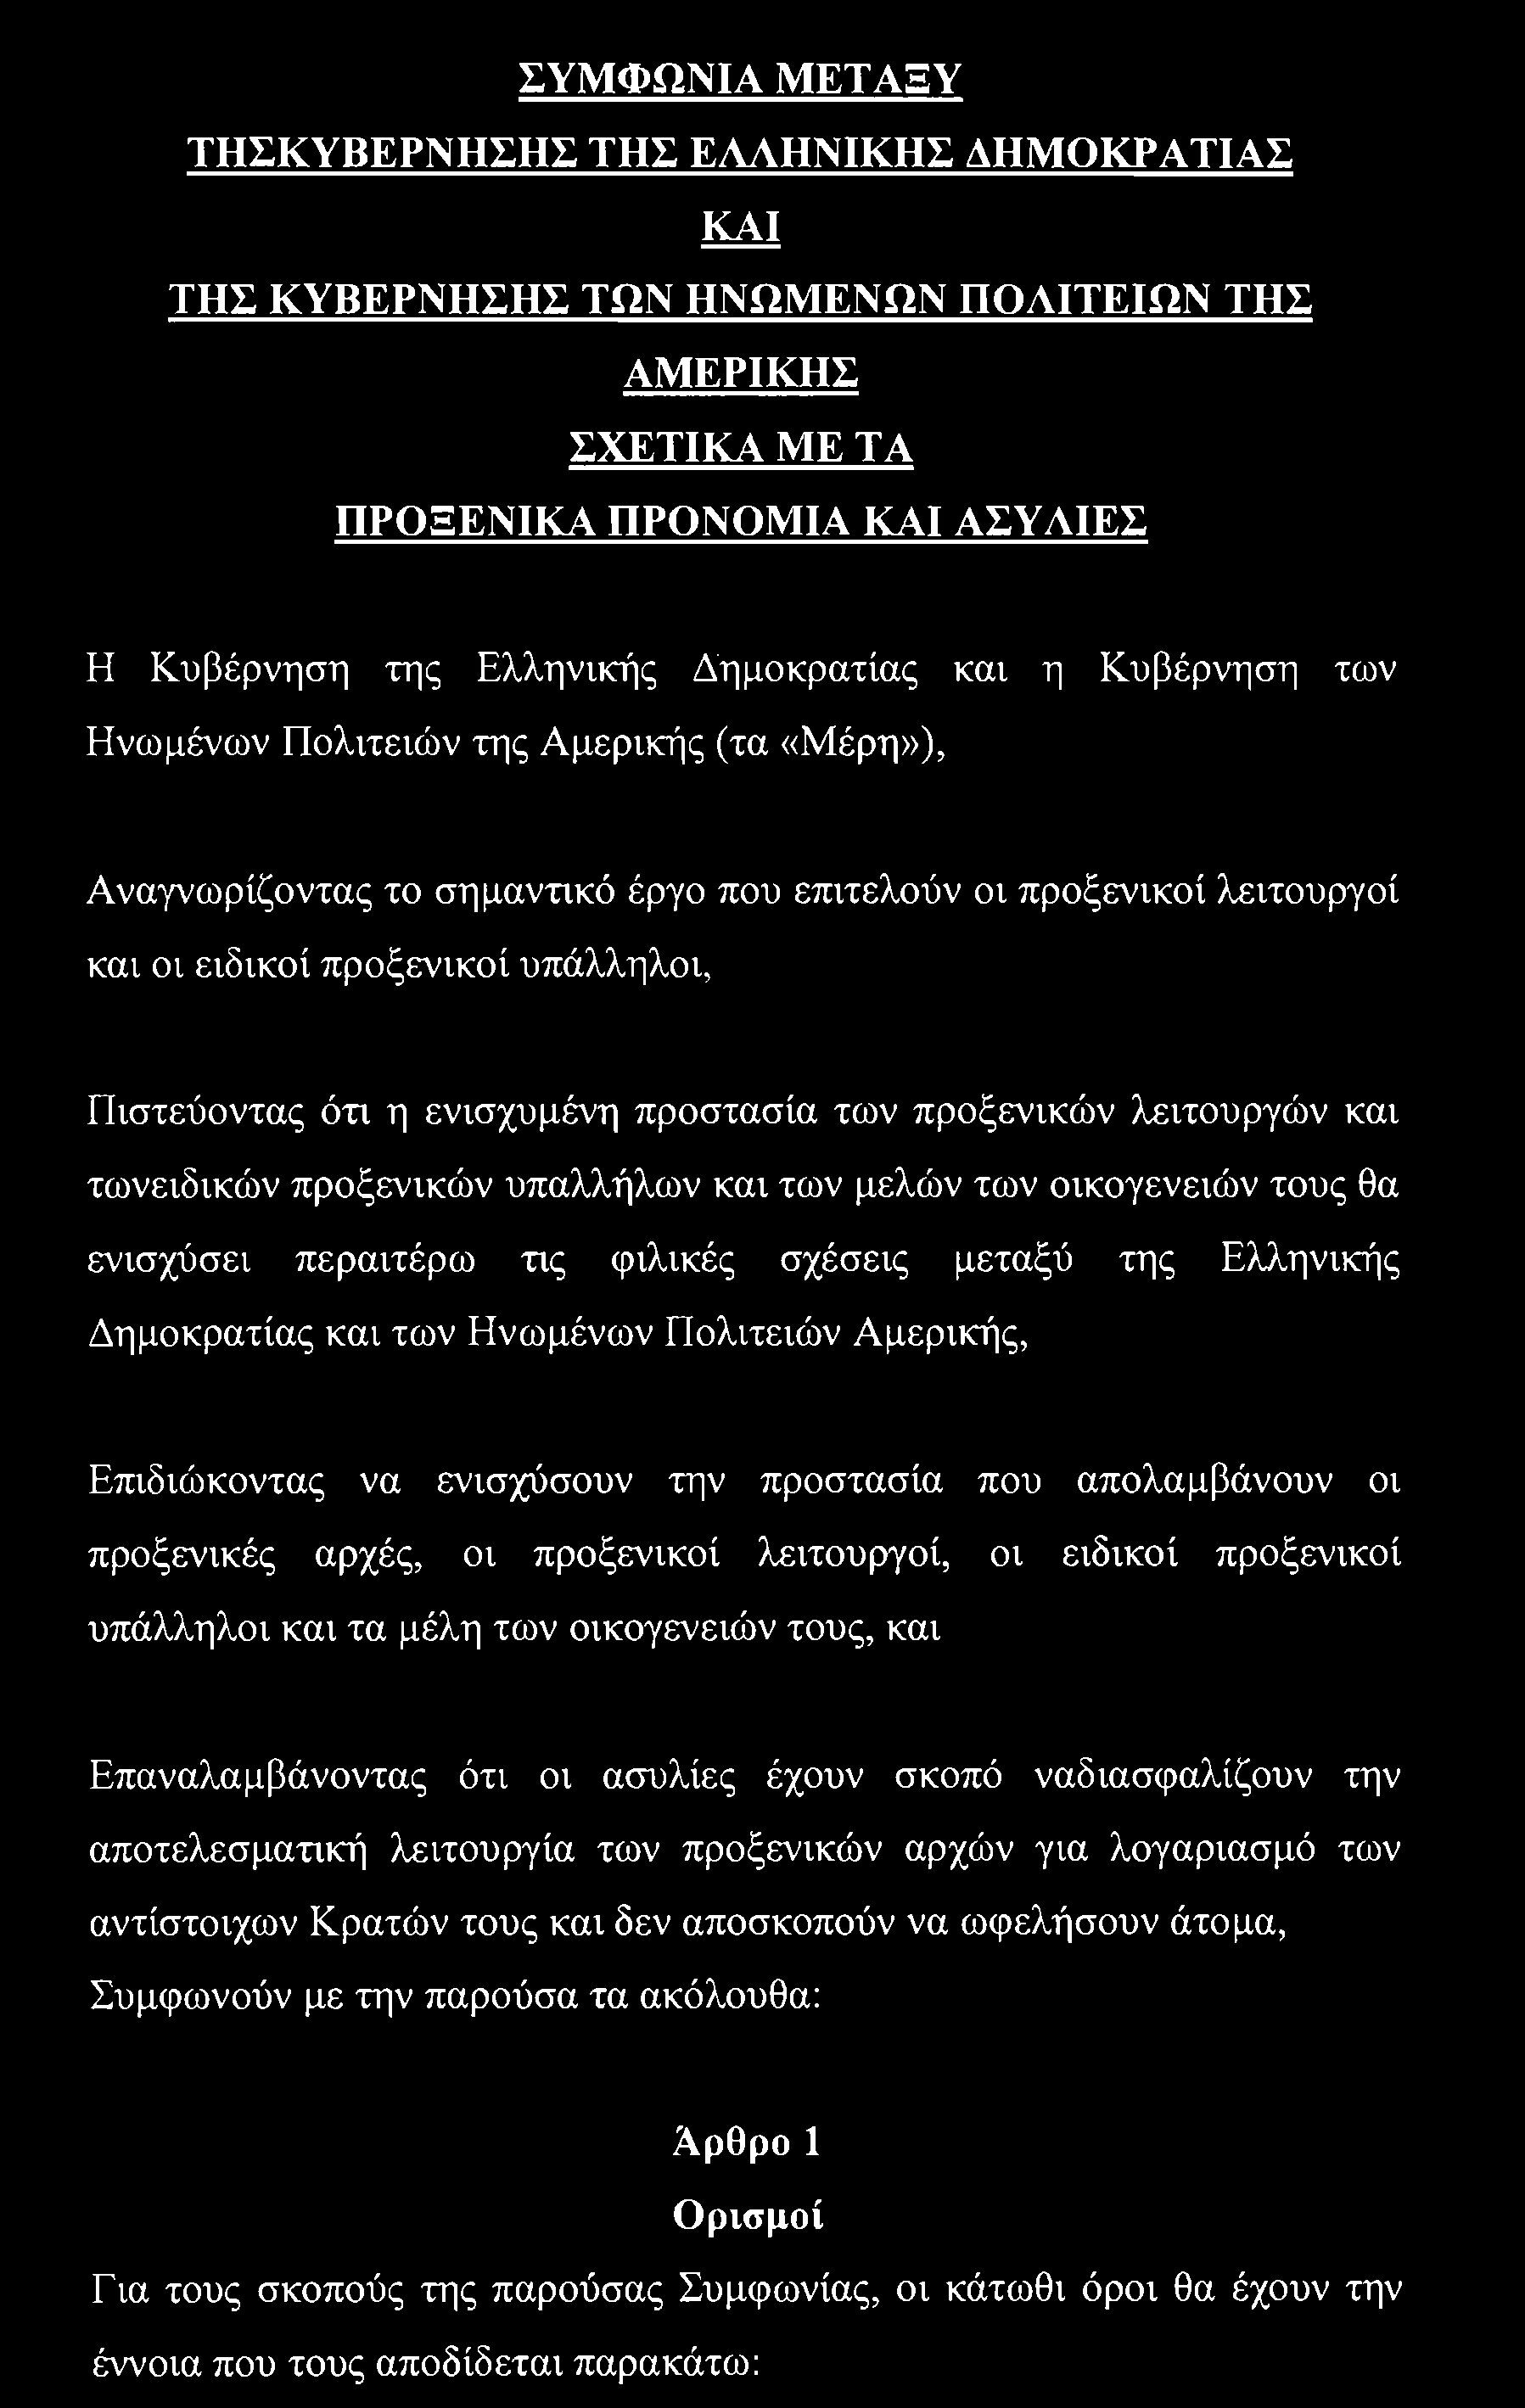 ΣΥΜΦΩΝΙΑ ΜΕΤΑΞΥ
ΤΗΣΚΥΒΕΡΝΗΣΗΣ ΤΗΣ ΕΛΛΗΝΙΚΗΣ ΔΗΜΟΚΡΑΤΙΑΣ
ΚΑΙ
ΤΗΣ ΚΥΒΕΡΝΗΣΗΣ ΤΩΝ ΗΝΩΜΕΝΩΝ ΠΟΛΙΤΕΙΩΝ ΤΗΣ
ΑΜΕΡΙΚΗΣ
ΣΧΕΤΙΚΑ ΜΕ ΤΑ
ΠΡΟΞΕΝΙΚΑ ΠΡΟΝΟΜΙΑ ΚΑΙ ΑΣΥΛΙΕΣ
Η Κυβέρνηση της Ελληνικής Δημοκρατίας και η Κυβέρνηση των
Ηνωμένων Πολιτειών της Αμερικής (τα «Μέρη»),
Αναγνωρίζοντας το σημαντικό έργο που επιτελούν οι προξενικοί λειτουργοί
και οι ειδικοί προξενικοί υπάλληλοι,
Πιστεύοντας ότι η ενισχυμένη προστασία των προξενικών λειτουργών και
τωνειδικών προξενικών υπαλλήλων και των μελών των οικογενειών τους θα
ενισχύσει περαιτέρω τις φιλικές σχέσεις μεταξύ της Ελληνικής
Δημοκρατίας και των Ηνωμένων Πολιτειών Αμερικής,
Επιδιώκοντας να ενισχύσουν την προστασία που απολαμβάνουν οι
προξενικές αρχές, οι προξενικοί λειτουργοί, οι ειδικοί προξενικοί
υπάλληλοι και τα μέλη των οικογενειών τους, και
Επαναλαμβάνοντας ότι οι ασυλίες έχουν σκοπό ναδιασφαλίζουν την
αποτελεσματική λειτουργία των προξενικών αρχών για λογαριασμό των
αντίστοιχων Κρατών τους και δεν αποσκοπούν να ωφελήσουν άτομα,
Συμφωνούν με την παρούσα τα ακόλουθα:
Άρθρο 1
Ορισμοί
Για τους σκοπούς της παρούσας Συμφωνίας, οι κάτωθι όροι θα έχουν την
έννοια που τους αποδίδεται παρακάτω: